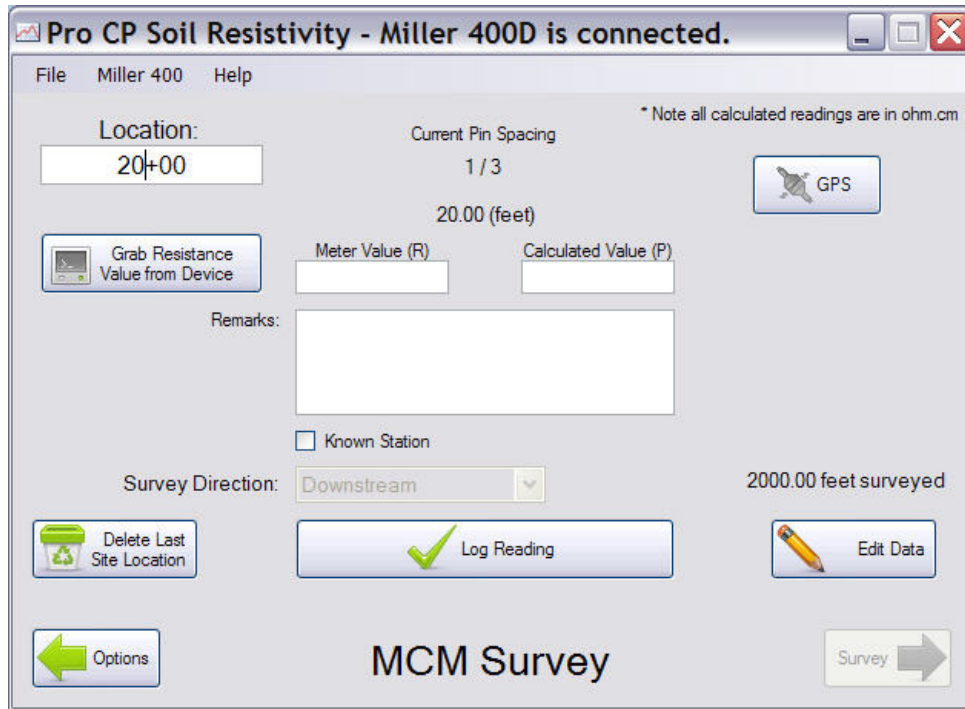 Pro CP Soil Resistivity - Miller 400D is connected.
File Miller 400 Help
* Note all calculated readings are in ohm.cm
Location:
20+00
Current Pin Spacing
1 / 3
20.00 (feet)
GPS
Grab Resistance
Value from Device
Meter Value (R)
Calculated Value (P)
Remarks:
Known Station
Survey Direction:
Downstream
2000.00 feet surveyed
Delete Last
Site Location
Log Reading
Edit Data
Options
MCM Survey
Survey